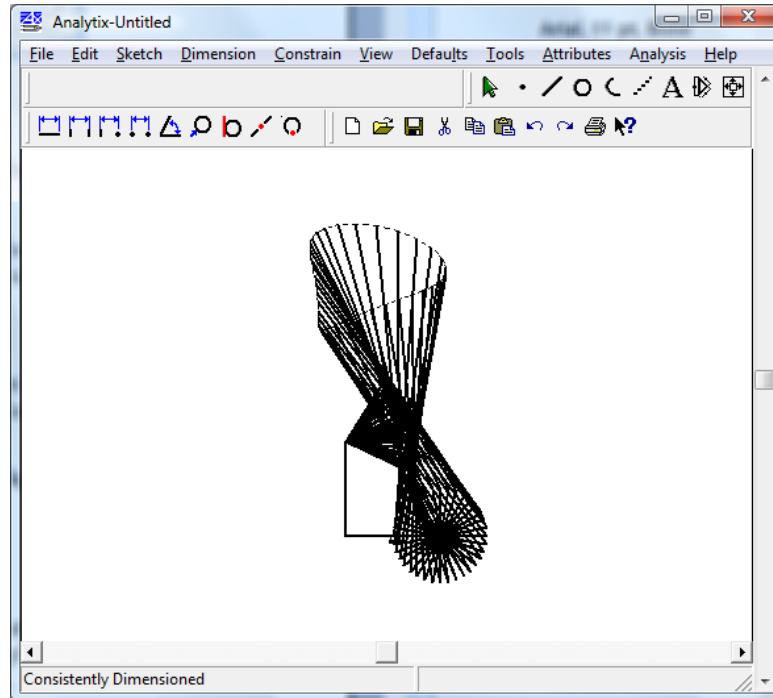 Analytix-Untitled
File Edit Sketch Dimension Constrain View Defaults Tools Attributes Analysis Help
A
Consistently Dimensioned